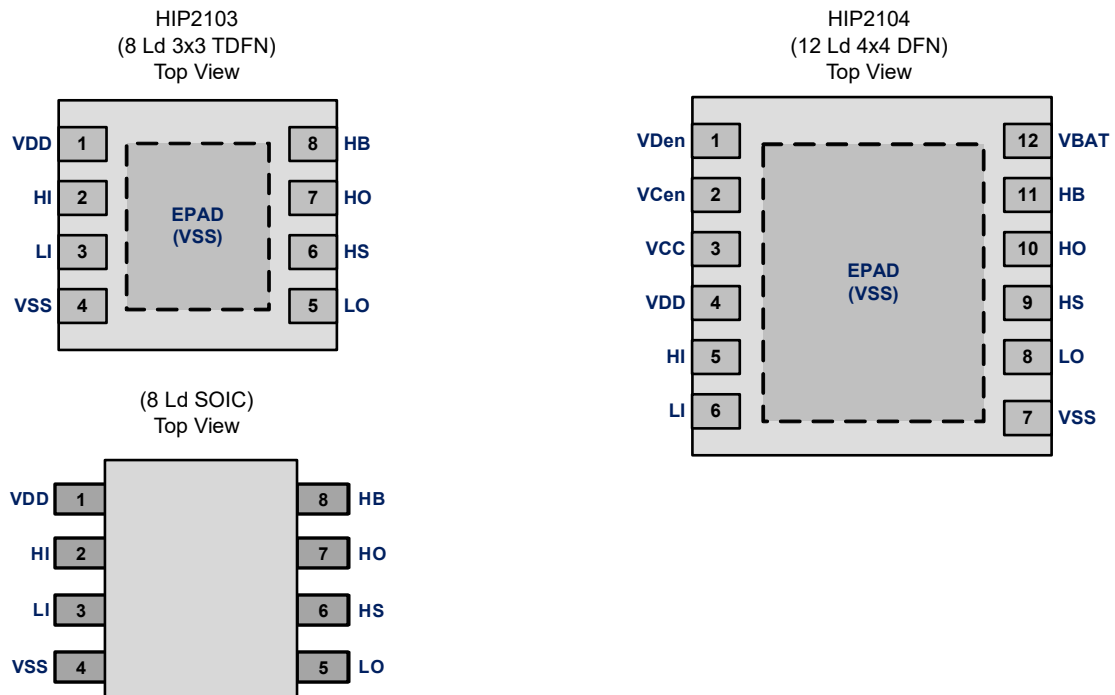 HIP2103
(8 Ld 3x3 TDFN)
Top View
VDD 1 8 HB
HI 2 7 HO
LI 3 6 HS
VSS 4 5 LO
EPAD
(VSS)
(8 Ld SOIC)
Top View
VDD 1 8 HB
HI 2 7 HO
LI 3 6 HS
VSS 4 5 LO
HIP2104
(12 Ld 4x4 DFN)
Top View
VDen 1 12 VBAT
VCen 2 11 HB
VCC 3 10 HO
VDD 4 9 HS
HI 5 8 LO
LI 6 7 VSS
EPAD
(VSS)